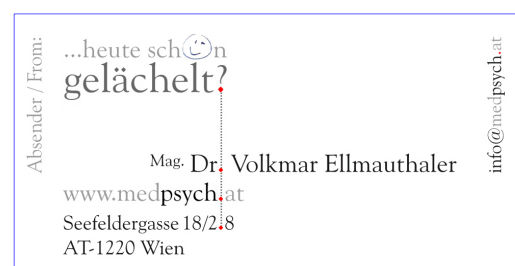 Absender / From:
...heute schön
gelächelt?
Mag. Dr. Volkmar Ellmauthaler
www.medpsych.at
Seefeldergasse 18/2.8
AT-1220 Wien
info@medpsych.at